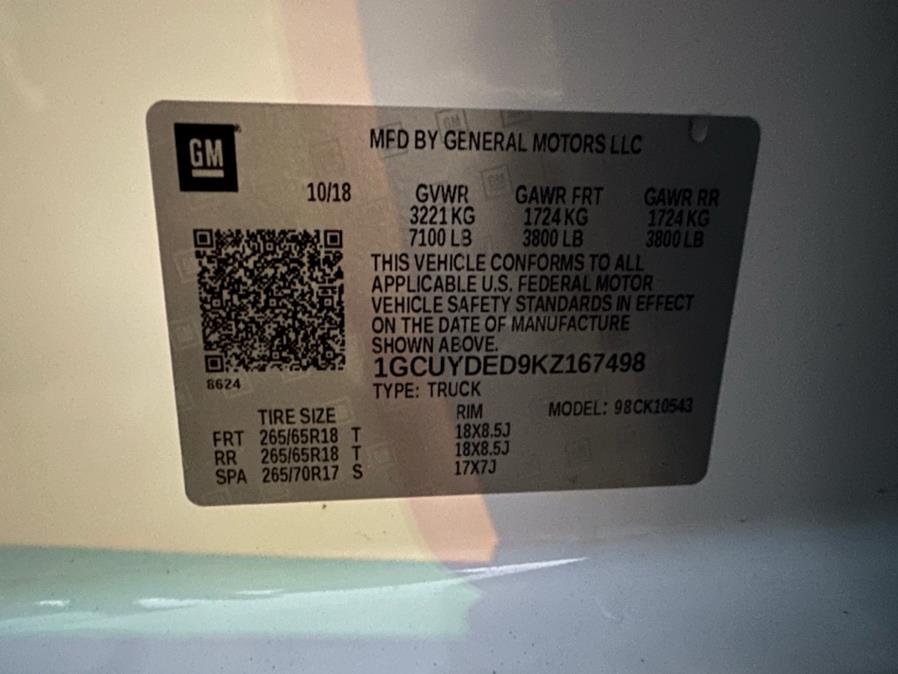 GM
MFD BY GENERAL MOTORS LLC
10/18 GVWR GAWR FRT GAWR RR
3221 KG 1724 KG 1724 KG
7100 LB 3800 LB 3800 LB
THIS VEHICLE CONFORMS TO ALL
APPLICABLE U.S. FEDERAL MOTOR
VEHICLE SAFETY STANDARDS IN EFFECT
ON THE DATE OF MANUFACTURE
SHOWN ABOVE.
1GCUYDED9KZ167498
8624
TYPE: TRUCK
TIRE SIZE RIM MODEL: 98CK10543
FRT 265/65R18 T 18X8.5J
RR 265/65R18 T 18X8.5J
SPA 265/70R17 S 17X7J